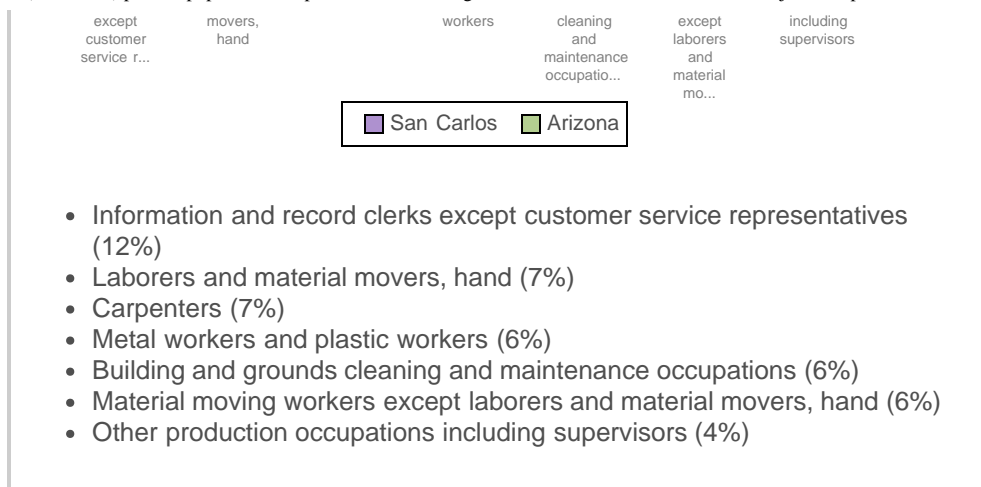 except movers, workers cleaning except including
customer hand and laborers supervisors
service r... maintenance and
occupatio... material
mo...
San Carlos Arizona
• Information and record clerks except customer service representatives
(12%)
• Laborers and material movers, hand (7%)
• Carpenters (7%)
• Metal workers and plastic workers (6%)
• Building and grounds cleaning and maintenance occupations (6%)
• Material moving workers except laborers and material movers, hand (6%)
• Other production occupations including supervisors (4%)